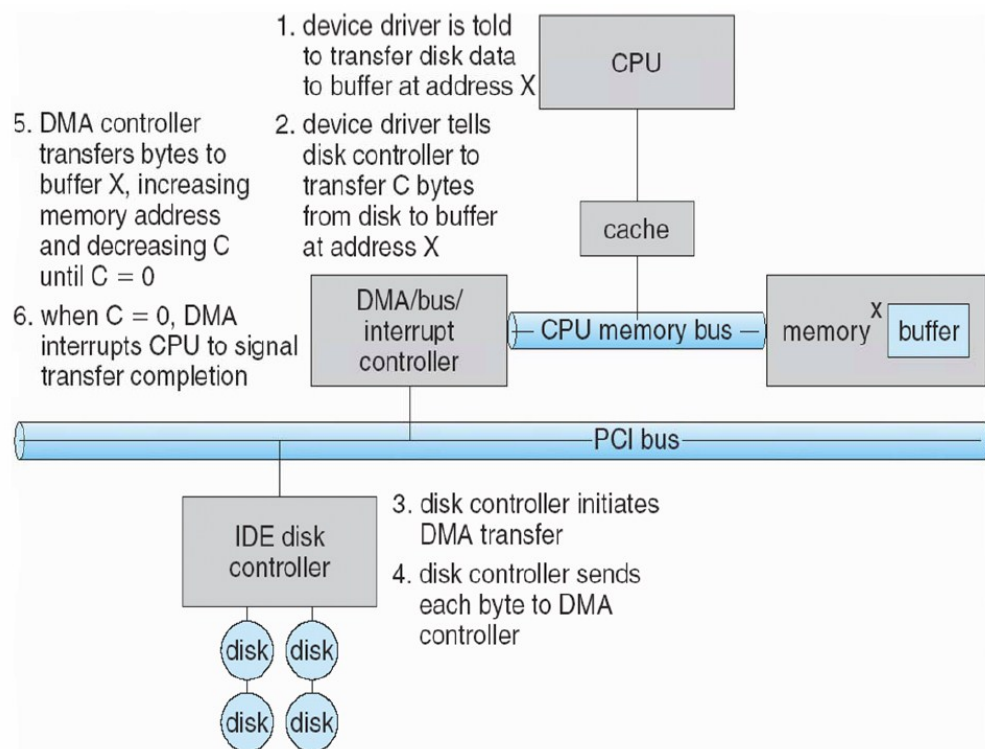 1. device driver is told
to transfer disk data
to buffer at address X
CPU
5. DMA controller
transfers bytes to
buffer X, increasing
memory address
and decreasing C
until C = 0
2. device driver tells
disk controller to
transfer C bytes
from disk to buffer
at address X
cache
6. when C = 0, DMA
interrupts CPU to signal
transfer completion
DMA/bus/
interrupt
controller
CPU memory bus
memory
X
buffer
PCI bus
IDE disk
controller
3. disk controller initiates
DMA transfer
4. disk controller sends
each byte to DMA
controller
disk
disk
disk
disk